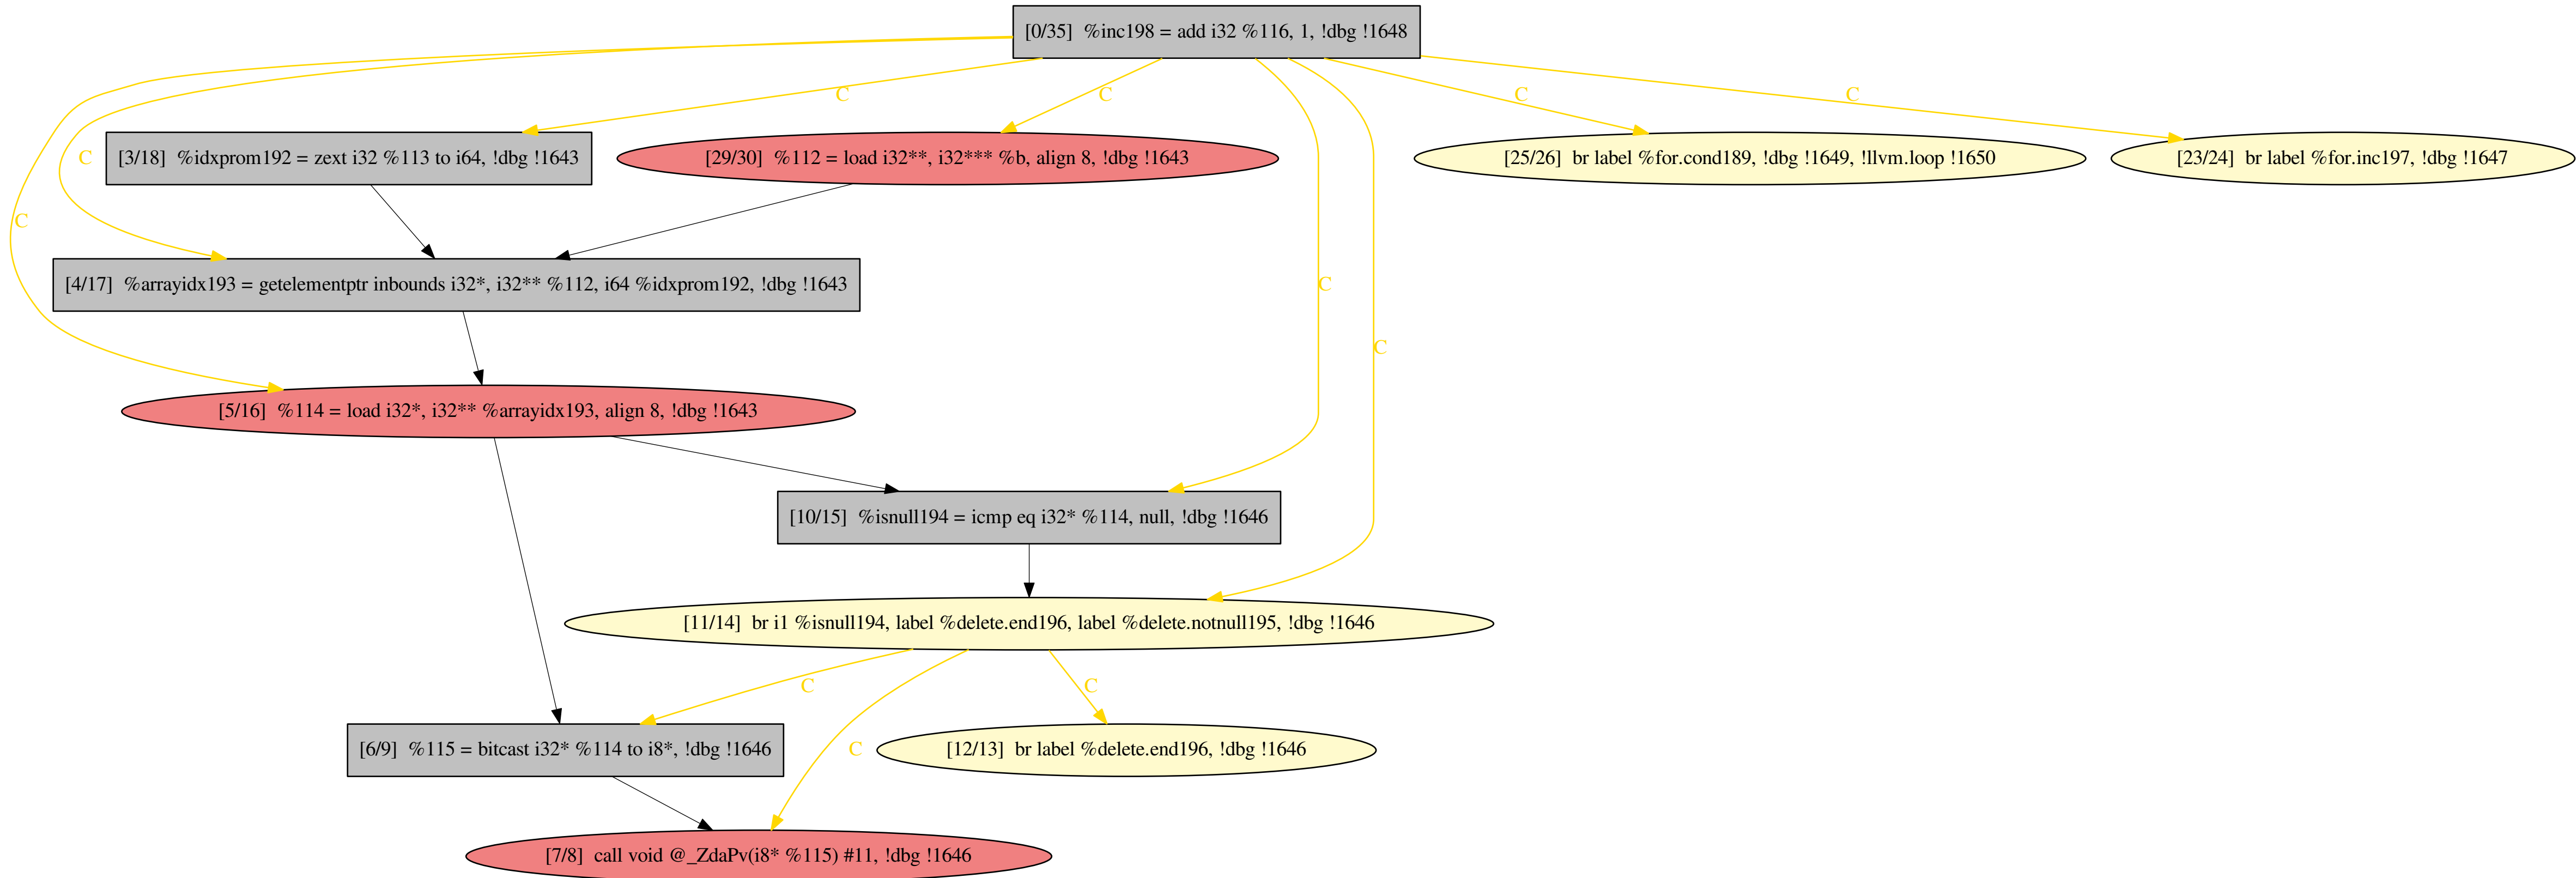 [0/35] %inc198 = add i32 %116, 1, !dbg !1648
C
C
C
C
[3/18] %idxprom192 = zext i32 %113 to i64, !dbg !1643
[29/30] %112 = load i32**, i32*** %b, align 8, !dbg !1643
[25/26] br label %for.cond189, !dbg !1649, !llvm.loop !1650
[23/24] br label %for.inc197, !dbg !1647
C
C
[4/17] %arrayidx193 = getelementptr inbounds i32*, i32** %112, i64 %idxprom192, !dbg !1643
C
C
[5/16] %114 = load i32*, i32** %arrayidx193, align 8, !dbg !1643
[10/15] %isnull194 = icmp eq i32* %114, null, !dbg !1646
[11/14] br i1 %isnull194, label %delete.end196, label %delete.notnull195, !dbg !1646
C
C
[6/9] %115 = bitcast i32* %114 to i8*, !dbg !1646
C
[12/13] br label %delete.end196, !dbg !1646
[7/8] call void @_ZdaPv(i8* %115) #11, !dbg !1646